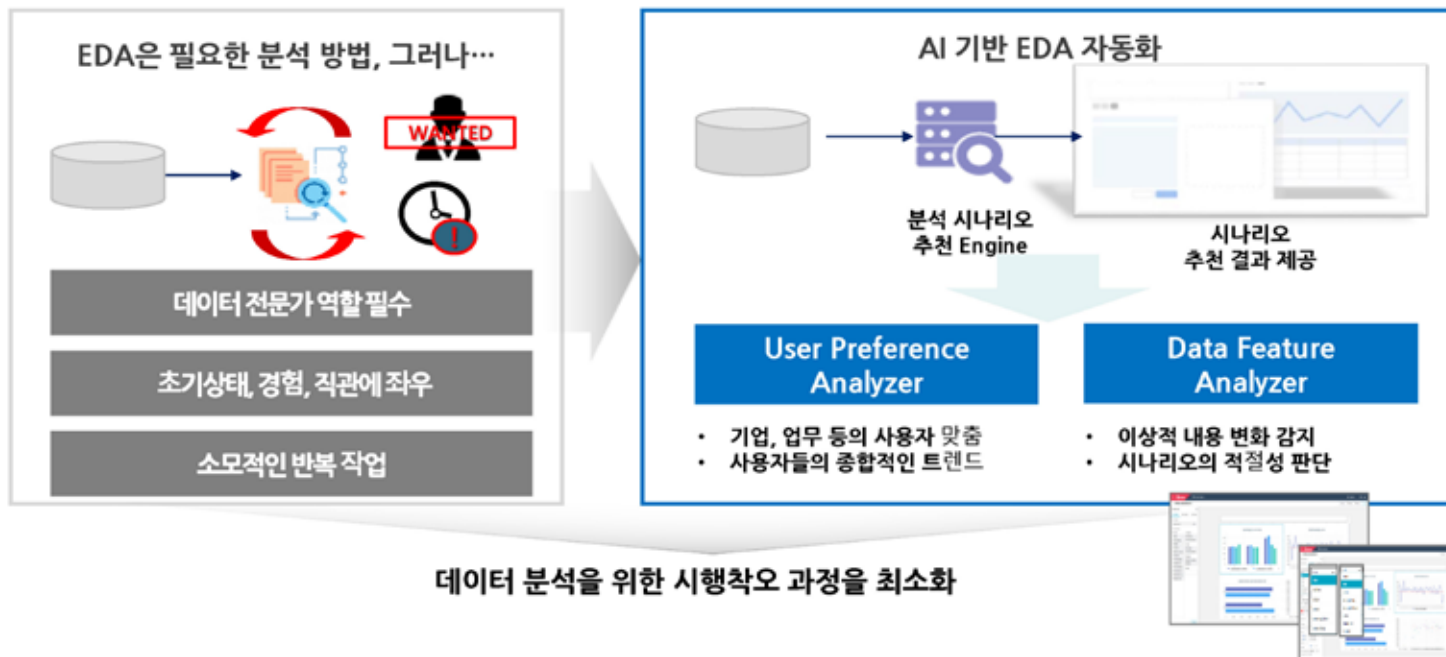 EDA은 필요한 분석 방법, 그러나…
WANTED
데이터 전문가 역할 필수
초기상태, 경험, 직관에 좌우
소모적인 반복 작업
AI 기반 EDA 자동화
분석 시나리오
추천 Engine
시나리오
추천 결과 제공
User Preference
Analyzer
• 기업, 업무 등의 사용자 맞춤
• 사용자들의 종합적인 트렌드
Data Feature
Analyzer
• 이상적 내용 변화 감지
• 시나리오의 적절성 판단
데이터 분석을 위한 시행착오 과정을 최소화